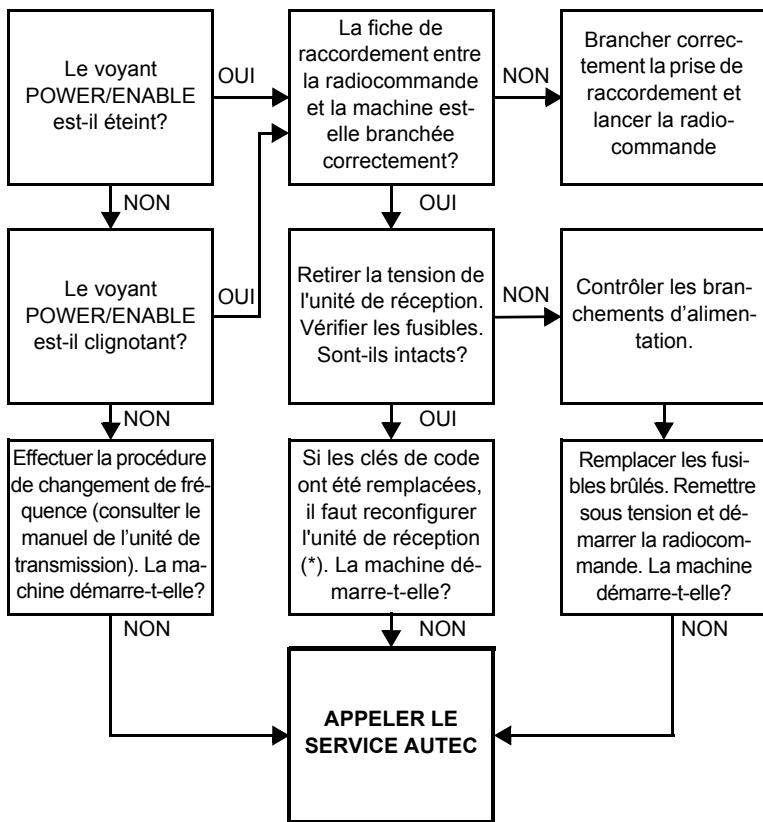 Le voyant
POWER/ENABLE
est-il éteint?
OUI
La fiche de
raccordement entre
la radiocommande
et la machine est-
elle branchée
correctement?
NON
Brancher correc-
tement la prise de
raccordement et
lancer la radio-
commande
NON
OUI
Le voyant
POWER/ENABLE
est-il clignotant?
OUI
Retirer la tension de
l'unité de réception.
Vérifier les fusibles.
Sont-ils intacts?
NON
Contrôler les bran-
chements d’alimen-
tation.
NON
OUI
Effectuer la procédure
de changement de fré-
quence (consulter le
manuel de l’unité de
transmission). La ma-
chine démarre-t-elle?
Si les clés de code
ont été remplacées,
il faut reconfigurer
l'unité de réception
(*). La machine dé-
marre-t-elle?
Remplacer les fusi-
bles brûlés. Remettre
sous tension et dé-
marrer la radiocom-
mande. La machine
démarre-t-elle?
NON
NON
NON
APPELER LE
SERVICE AUTEC